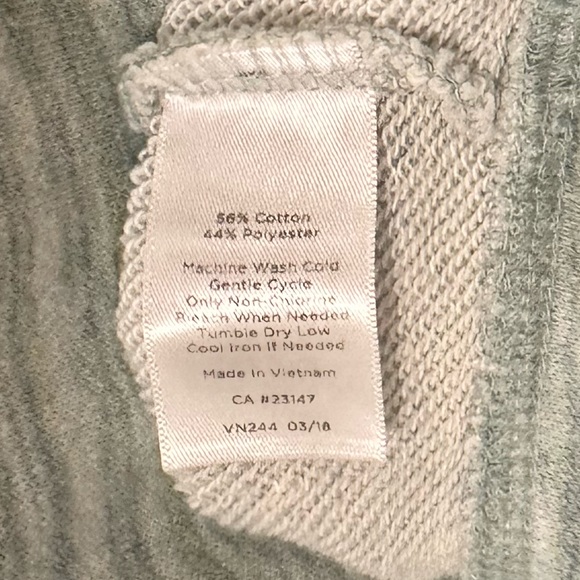 56% Cotton
44% Polyester
Machine Wash Cold
Gentle Cycle
Only Non-Chlorine
Bleach When Needed
Tumble Dry Low
Cool Iron If Needed
Made In Vietnam
CA #23147
VN244 03/18